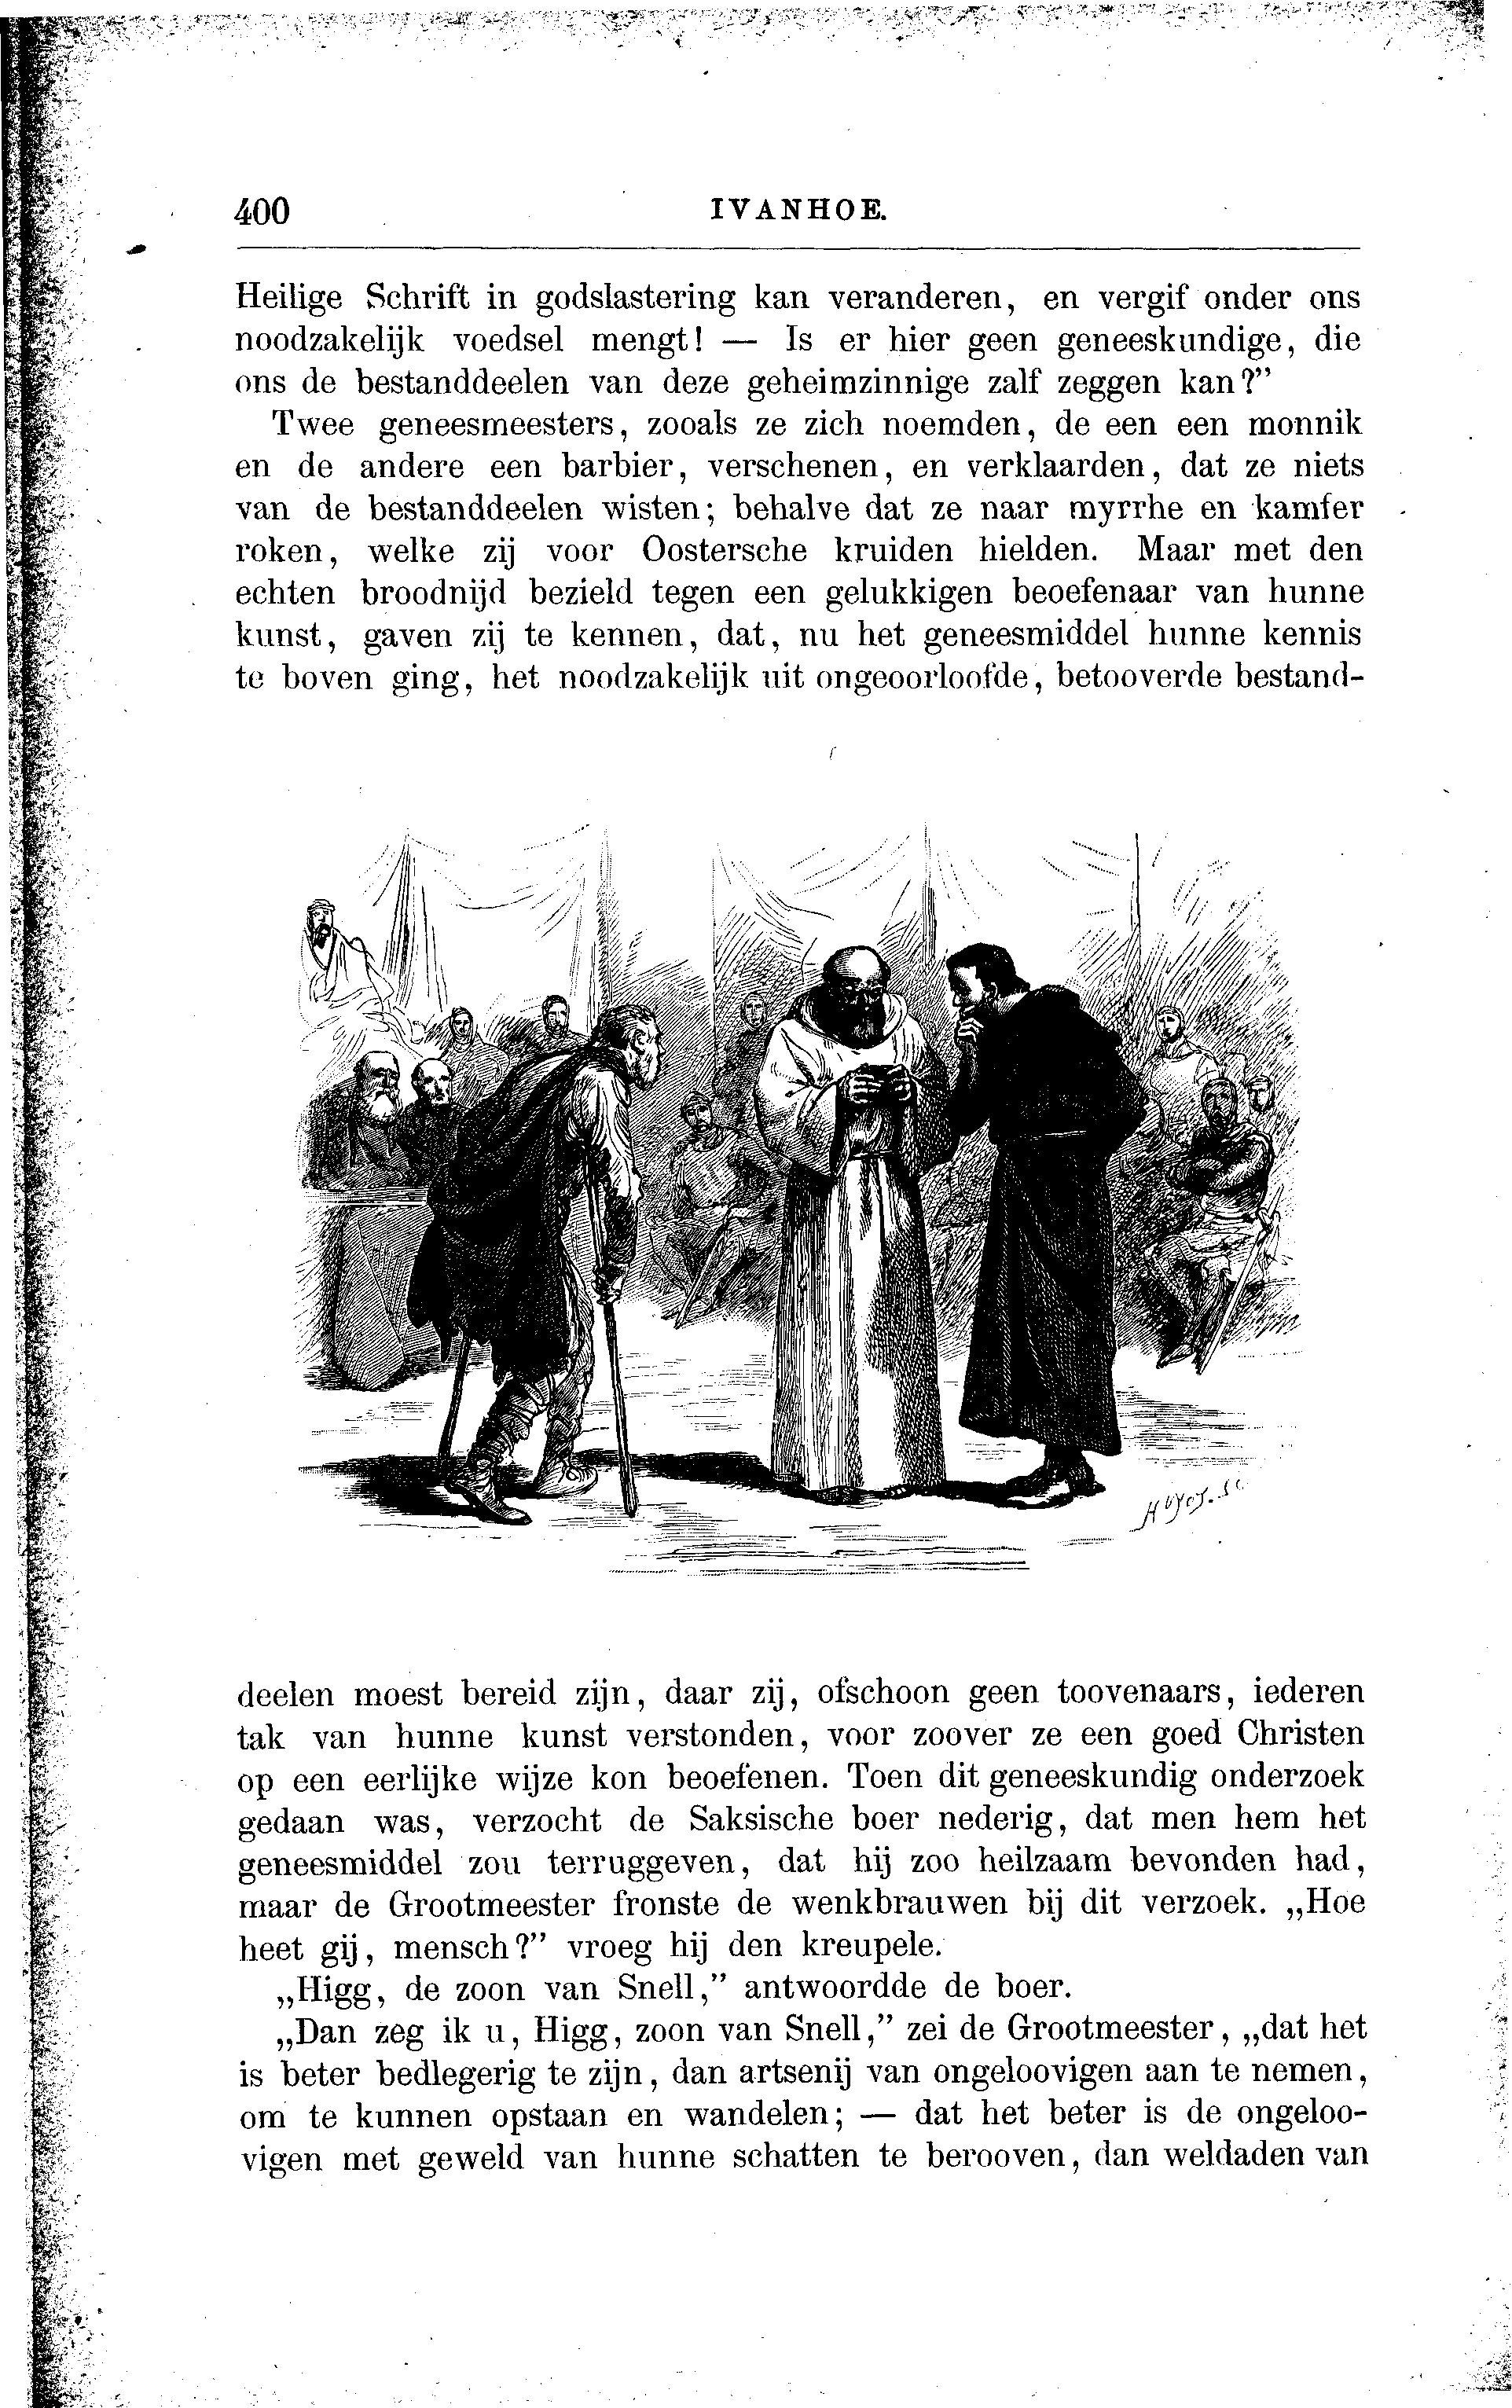 400
IVANHOE.
Heilige Schrift in godslastering kan veranderen, en vergif onder ons
noodzakelijk voedsel mengt! — Is er hier geen geneeskundige, die
ons de bestanddeelen van deze geheimzinnige zalf zeggen kan?”
Twee geneesmeesters, zooals ze zich noemden, de een een monnik
en de andere een barbier, verschenen, en verklaarden, dat ze niets
van de bestanddeelen wisten; behalve dat ze naar myrrhe en kamfer
roken, welke zij voor Oostersche kruiden hielden. Maar met den
echten broodnijd bezield tegen een gelukkigen beoefenaar van hunne
kunst, gaven zij te kennen, dat, nu het geneesmiddel hunne kennis
te boven ging, het noodzakelijk uit ongeoorloofde, betooverde bestand-
deelen moest bereid zijn, daar zij, ofschoon geen toovenaars, iederen
tak van hunne kunst verstonden, voor zoover ze een goed Christen
op een eerlijke wijze kon beoefenen. Toen dit geneeskundig onderzoek
gedaan was, verzocht de Saksische boer nederig, dat men hem het
geneesmiddel zou terruggeven, dat hij zoo heilzaam bevonden had,
maar de Grootmeester fronste de wenkbrauwen bij dit verzoek. „Hoe
heet gij, mensch?” vroeg hij den kreupele.
„Higg, de zoon van Snell,” antwoordde de boer.
„Dan zeg ik u, Higg, zoon van Snell,” zei de Grootmeester, „dat het
is beter bedlegerig te zijn, dan artsenij van ongeloovigen aan te nemen,
om te kunnen opstaan en wandelen; — dat het beter is de ongeloo-
vigen met geweld van hunne schatten te berooven, dan weldaden van